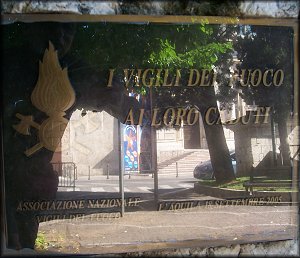 I VIGILI DEL FUOCO
AI LORO CADUTI
ASSOCIAZIONE NAZIONALE
VIGILI DEL FUOCO
L'AQUILA SETTEMBRE 2005